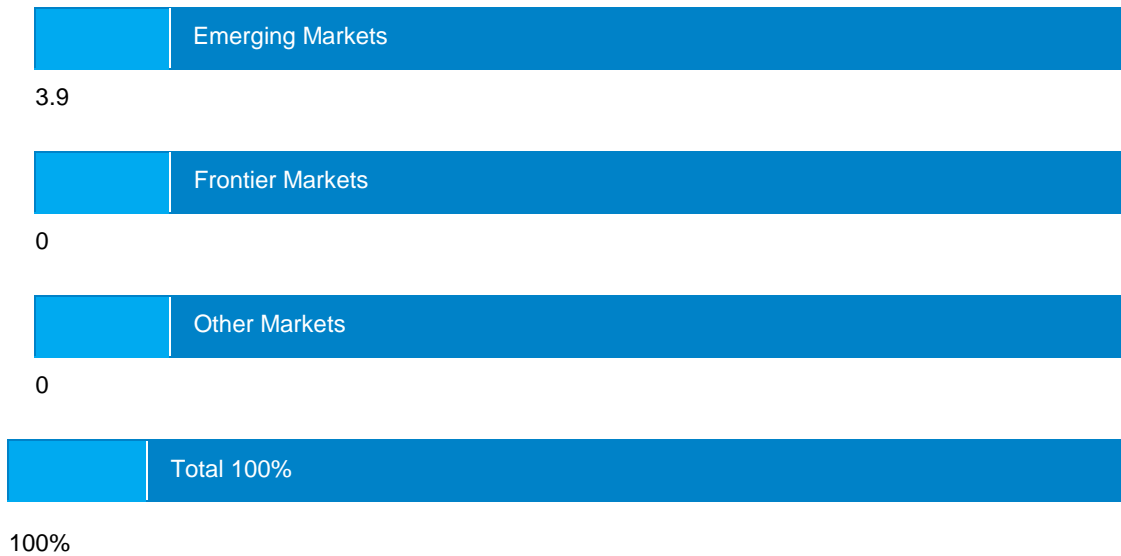 Emerging Markets
3.9
Frontier Markets
0
Other Markets
0
Total 100%
100%